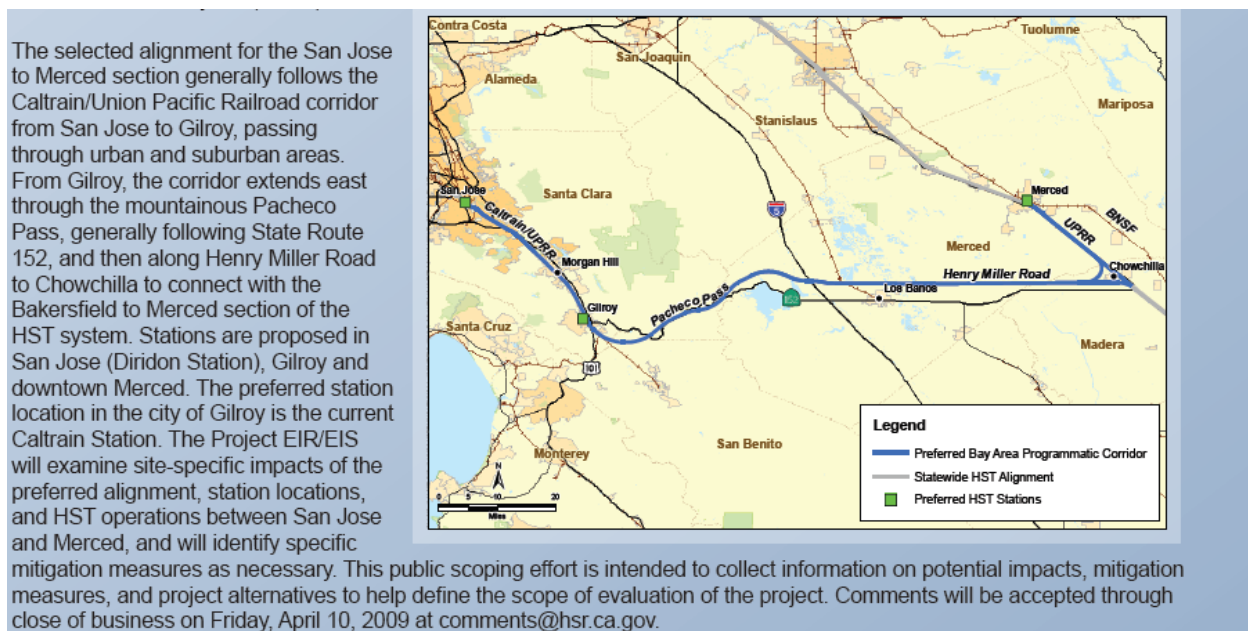 The selected alignment for the San Jose
to Merced section generally follows the
Caltrain/Union Pacific Railroad corridor
from San Jose to Gilroy, passing
through urban and suburban areas.
From Gilroy, the corridor extends east
through the mountainous Pacheco
Pass, generally following State Route
152, and then along Henry Miller Road
to Chowchilla to connect with the
Bakersfield to Merced section of the
HST system. Stations are proposed in
San Jose (Diridon Station), Gilroy and
downtown Merced. The preferred station
location in the city of Gilroy is the current
Caltrain Station. The Project EIR/EIS
will examine site-specific impacts of the
preferred alignment, station locations,
and HST operations between San Jose
and Merced, and will identify specific
mitigation measures as necessary. This public scoping effort is intended to collect information on potential impacts, mitigation
measures, and project alternatives to help define the scope of evaluation of the project. Comments will be accepted through
close of business on Friday, April 10, 2009 at comments@hsr.ca.gov.
Contra Costa
Tuolumne
San Joaquin
Alameda
Mariposa
Stanislaus
San Jose
Santa Clara
Merced
Caltrain/UPRR
5
BNSF
UPRR
Merced
Morgan Hill
Henry Miller Road
Chowchilla
Pacheco Pass
152
Los Banos
Gilroy
Santa Cruz
Madera
101
Monterey
San Benito
N
0 5 10 20
Miles
Legend
Preferred Bay Area Programmatic Corridor
Statewide HST Alignment
Preferred HST Stations